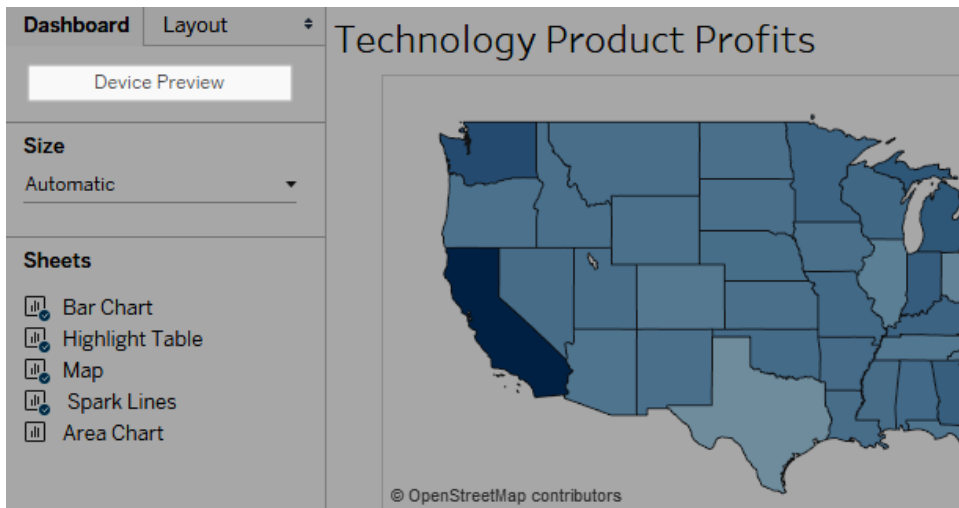 Dashboard Layout
Technology Product Profits
Device Preview
Size
Automatic
Sheets
Bar Chart
Highlight Table
Map
Spark Lines
Area Chart
© OpenStreetMap contributors